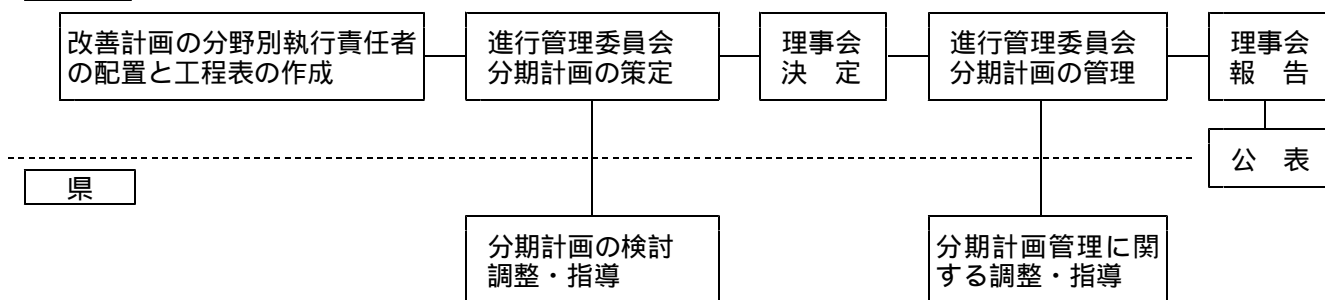 改善計画の分野別執行責任者
の配置と工程表の作成
進行管理委員会
分期計画の策定
理事会
決　定
進行管理委員会
分期計画の管理
理事会
報　告
公　表
県
分期計画の検討
調整・指導
分期計画管理に関
する調整・指導